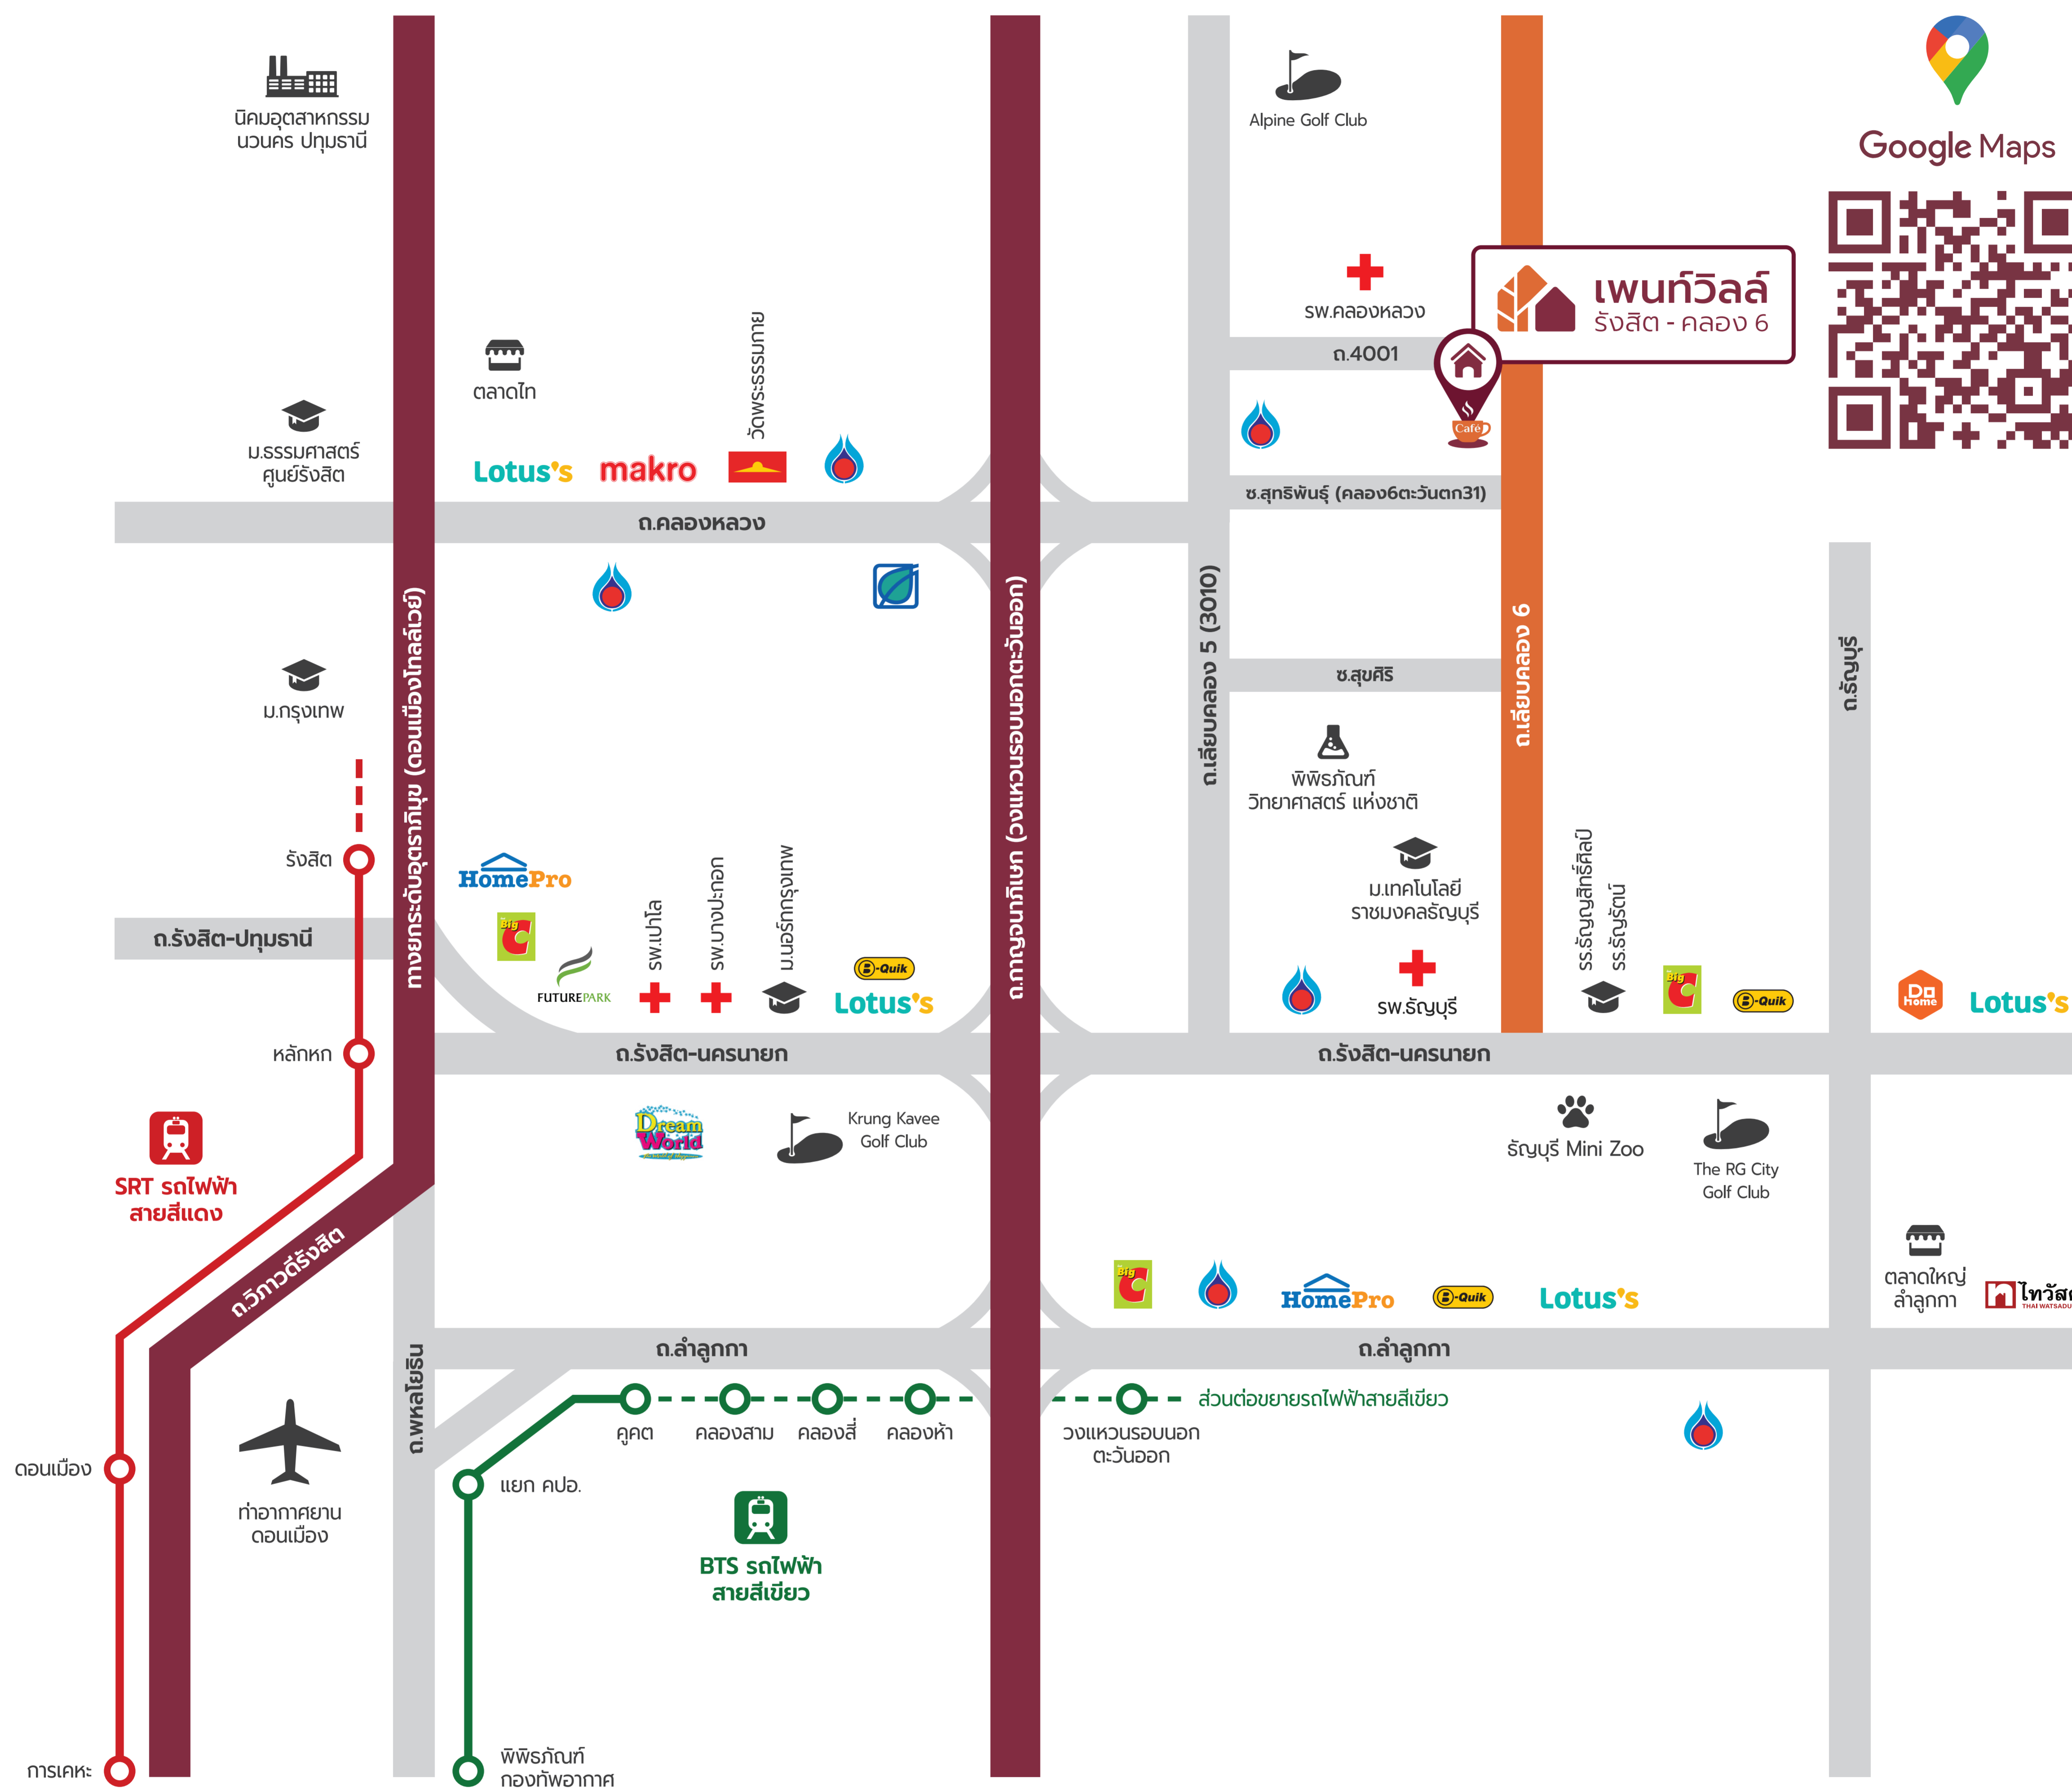 นิคมอุตสาหกรรม
นวนคร ปทุมธานี
Alpine Golf Club
Google Maps
รพ.คลองหลวง
เพนท์วิลล์
รังสิต - คลอง 6
ถ.4001
Café
ตลาดไท
วัดพระธรรมกาย
ม.ธรรมศาสตร์
ศูนย์รังสิต
Lotus's
makro
ซ.สุทธิพันธุ์ (คลอง6ตะวันตก31)
ถ.คลองหลวง
ทางยกระดับอุตราภิมุข (ดอนเมืองโทลล์เวย์)
ถ.กาญจนาภิเษก (วงแหวนรอบนอกตะวันออก)
ถ.เลียบคลอง 5 (3010)
ถ.เลียบคลอง 6
ถ.ธัญบุรี
ซ.สุขศิริ
ม.กรุงเทพ
พิพิธภัณฑ์
วิทยาศาสตร์ แห่งชาติ
รังสิต
HomePro
Big C
FUTUREPARK
รพ.เปาโล
รพ.บางปะกอก
ม.นอร์ทกรุงเทพ
B-Quik
Lotus's
ม.เทคโนโลยี
ราชมงคลธัญบุรี
รพ.ธัญบุรี
รร.ธัญญสิทธิศิลป์
รร.ธัญรัตน์
Big C
B-Quik
Do Home
Lotus's
ถ.รังสิต-ปทุมธานี
หลักหก
ถ.รังสิต-นครนายก
ถ.รังสิต-นครนายก
Dream
World
Krung Kavee
Golf Club
ธัญบุรี Mini Zoo
The RG City
Golf Club
SRT รถไฟฟ้า
สายสีแดง
ถ.วิภาวดีรังสิต
Big C
HomePro
B-Quik
Lotus's
ตลาดใหญ่
ลำลูกกา
ไทวัสดุ
THAI WATSADU
ถ.พหลโยธิน
ถ.ลำลูกกา
ถ.ลำลูกกา
คูคต
คลองสาม
คลองสี่
คลองห้า
วงแหวนรอบนอก
ตะวันออก
ส่วนต่อขยายรถไฟฟ้าสายสีเขียว
ดอนเมือง
ท่าอากาศยาน
ดอนเมือง
แยก คปอ.
BTS รถไฟฟ้า
สายสีเขียว
การเคหะ
พิพิธภัณฑ์
กองทัพอากาศ